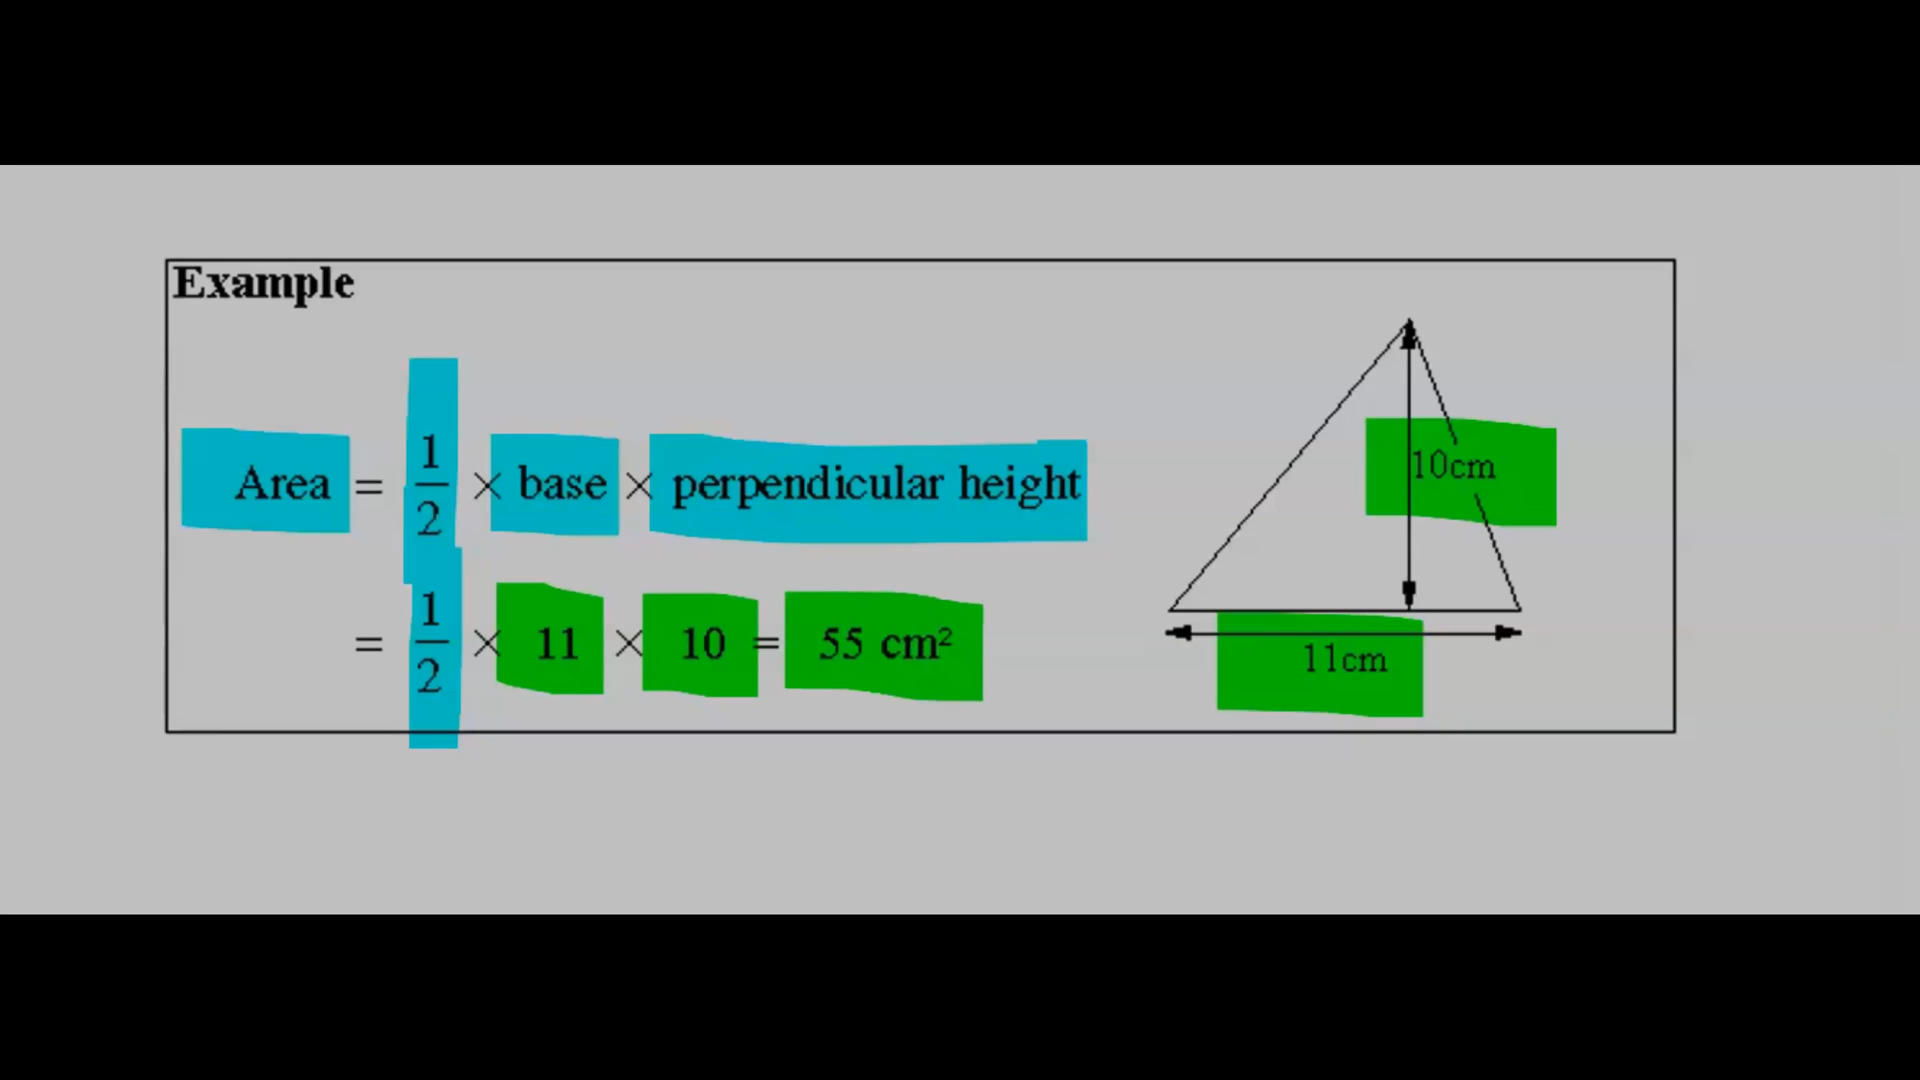 Example
Area = 1/2 × base × perpendicular height
= 1/2 × 11 × 10 = 55 cm²
10cm
11cm